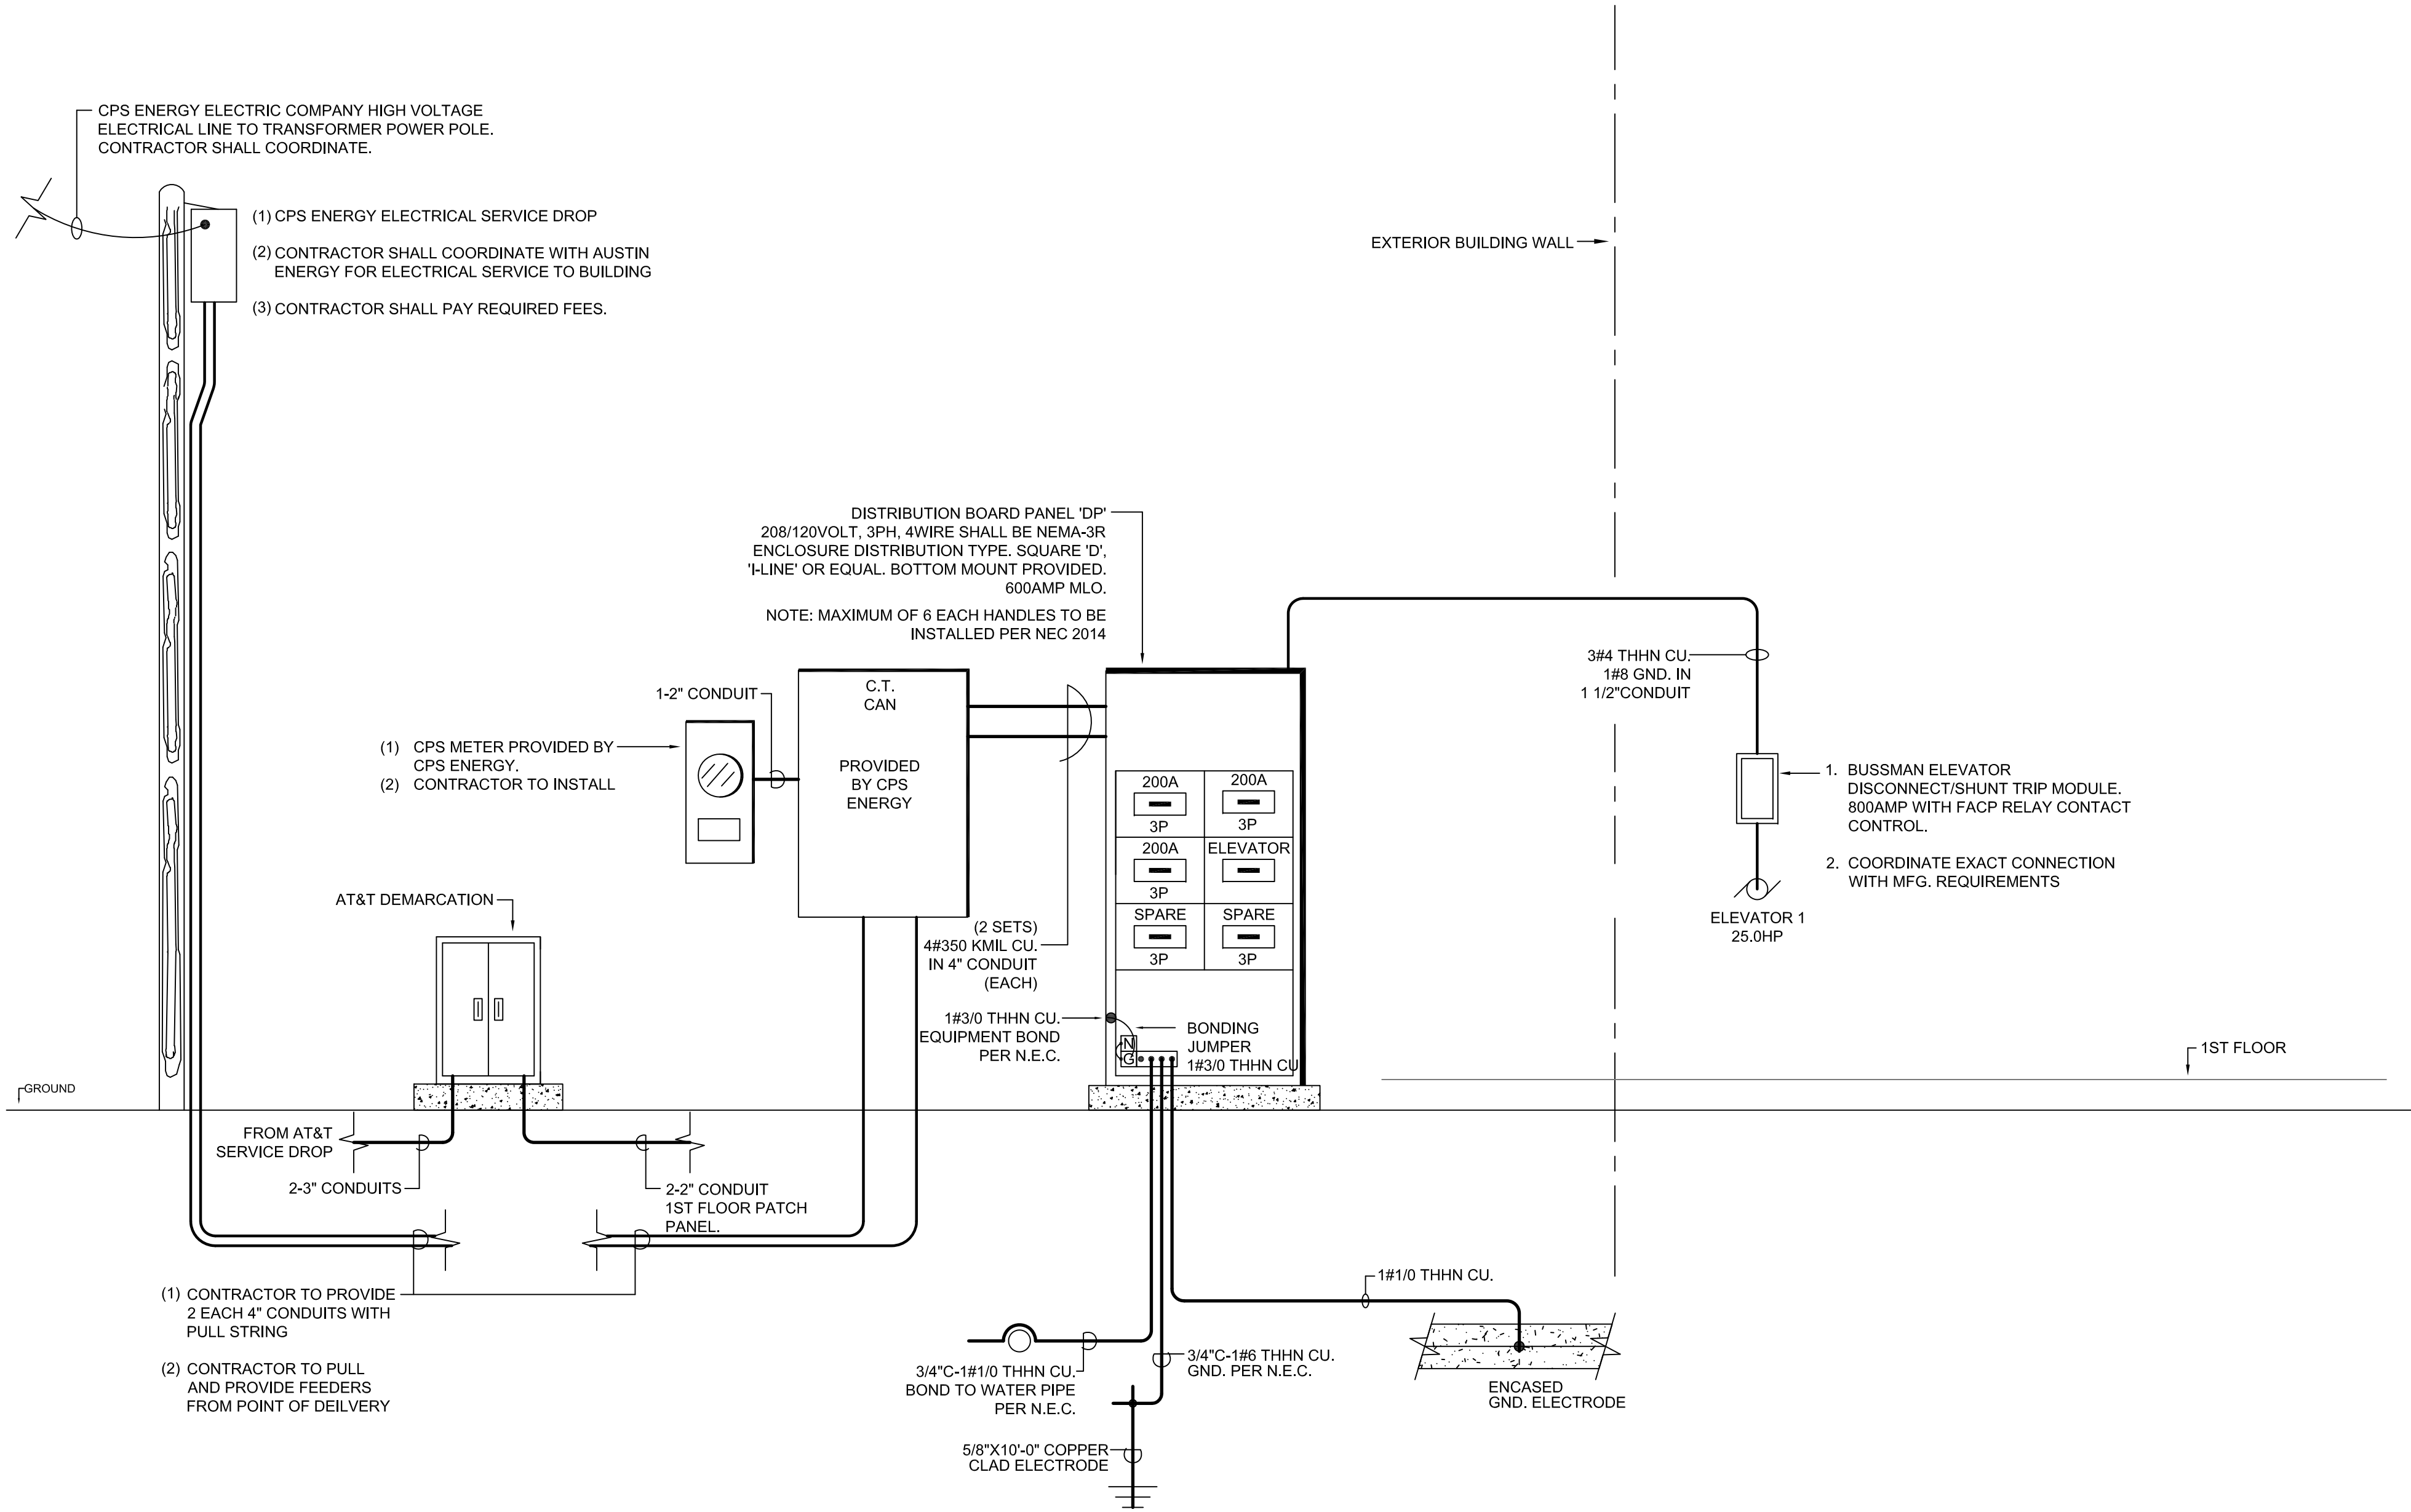 CPS ENERGY ELECTRIC COMPANY HIGH VOLTAGE
ELECTRICAL LINE TO TRANSFORMER POWER POLE.
CONTRACTOR SHALL COORDINATE.
(1) CPS ENERGY ELECTRICAL SERVICE DROP
(2) CONTRACTOR SHALL COORDINATE WITH AUSTIN
ENERGY FOR ELECTRICAL SERVICE TO BUILDING
(3) CONTRACTOR SHALL PAY REQUIRED FEES.
EXTERIOR BUILDING WALL
DISTRIBUTION BOARD PANEL 'DP'
208/120VOLT, 3PH, 4WIRE SHALL BE NEMA-3R
ENCLOSURE DISTRIBUTION TYPE. SQUARE 'D',
'I-LINE' OR EQUAL. BOTTOM MOUNT PROVIDED.
600AMP MLO.
NOTE: MAXIMUM OF 6 EACH HANDLES TO BE
INSTALLED PER NEC 2014
3#4 THHN CU.
1#8 GND. IN
1 1/2"CONDUIT
1-2" CONDUIT
C.T.
CAN
PROVIDED
BY CPS
ENERGY
(1) CPS METER PROVIDED BY
CPS ENERGY.
(2) CONTRACTOR TO INSTALL
200A
3P
200A
3P
200A
3P
ELEVATOR
SPARE
3P
SPARE
3P
1. BUSSMAN ELEVATOR
DISCONNECT/SHUNT TRIP MODULE.
800AMP WITH FACP RELAY CONTACT
CONTROL.
2. COORDINATE EXACT CONNECTION
WITH MFG. REQUIREMENTS
ELEVATOR 1
25.0HP
AT&T DEMARCATION
(2 SETS)
4#350 KMIL CU.
IN 4" CONDUIT
(EACH)
1#3/0 THHN CU.
EQUIPMENT BOND
PER N.E.C.
N
G
BONDING
JUMPER
1#3/0 THHN CU
1ST FLOOR
GROUND
FROM AT&T
SERVICE DROP
2-3" CONDUITS
2-2" CONDUIT
1ST FLOOR PATCH
PANEL.
(1) CONTRACTOR TO PROVIDE
2 EACH 4" CONDUITS WITH
PULL STRING
(2) CONTRACTOR TO PULL
AND PROVIDE FEEDERS
FROM POINT OF DEILVERY
1#1/0 THHN CU.
3/4"C-1#1/0 THHN CU.
BOND TO WATER PIPE
PER N.E.C.
3/4"C-1#6 THHN CU.
GND. PER N.E.C.
ENCASED
GND. ELECTRODE
5/8"X10'-0" COPPER
CLAD ELECTRODE